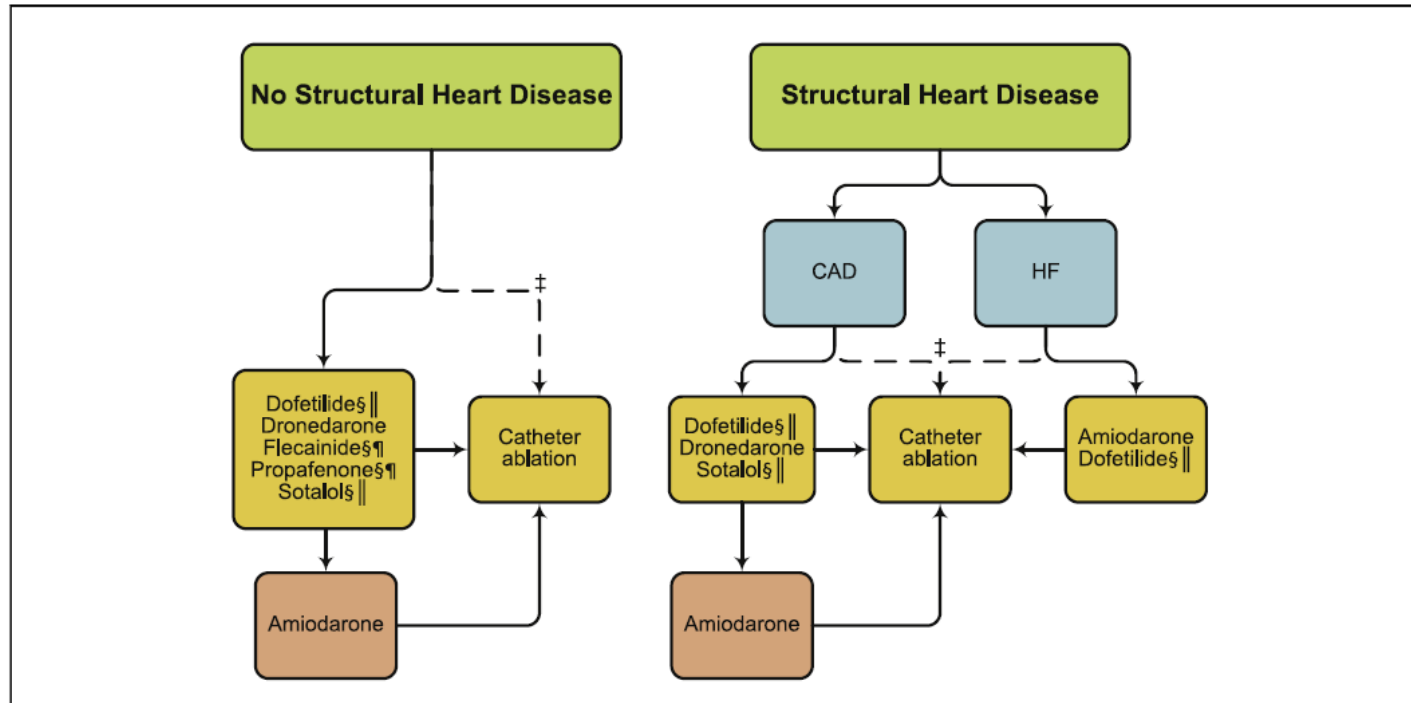 No Structural Heart Disease
Structural Heart Disease
CAD
HF
‡
‡
Dofetilide§‖
Dronedarone
Flecainide§¶
Propafenone§¶
Sotalol§‖
Catheter
ablation
Dofetilide§‖
Dronedarone
Sotalol§‖
Catheter
ablation
Amiodarone
Dofetilide§‖
Amiodarone
Amiodarone